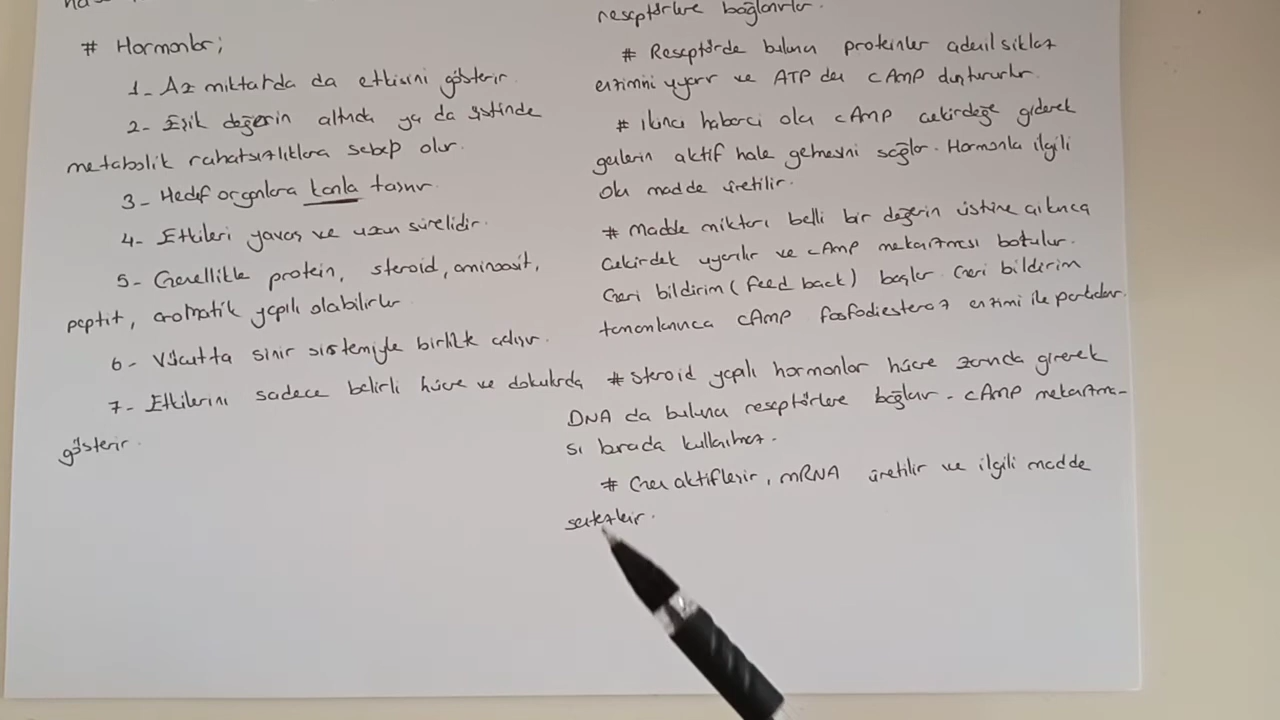 # Hormonlar;
1- Az miktarda da etkisini gösterir.
2- Eşik değerin altında ya da üstünde
metabolik rahatsızlıklara sebep olur.
3- Hedef organlara kanla taşınır.
4- Etkileri yavaş ve uzun sürelidir.
5- Genellikle protein, steroid, aminoasit,
peptit, aromatik yapılı olabilirler
6- Vücutta sinir sistemiyle birlikte çalışır.
7- Etkilerini sadece belirli hücre ve dokularda
gösterir.
reseptörlere bağlanırlar.
# Reseptörde bulunan proteinler adenil siklaz
enzimini uyarır ve ATP den cAMP oluştururlar.
# İkinci haberci olan cAMP çekirdeğe giderek
genlerin aktif hale gelmesini sağlar. Hormonla ilgili
olan madde üretilir.
# Madde miktarı belli bir değerin üstüne çıkınca
çekirdek uyarılır ve cAMP mekanizması
Geri bildirim (feed back) başlar. Geri bildirim
tamamlanınca cAMP fosfodiesteraz enzimi ile parçalanır.
# Steroid yapılı hormonlar hücre zarından girerek
DNA da bulunan reseptörlere bağlanır. cAMP mekanizma-
sı burada kullanılmaz.
# Gen aktifleşir, mRNA üretilir ve ilgili madde
sentezlenir.